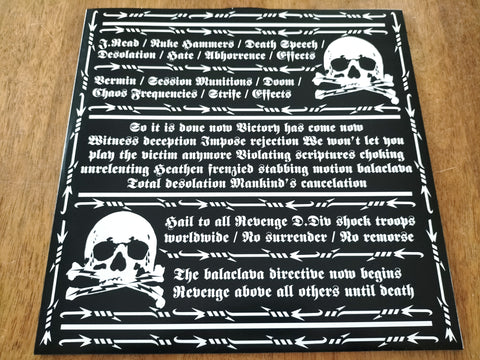 J.Read / Nuke Hammers / Death Speech /
Desolation / Hate / Abhorrence / Effects
Vermin / Session Munitions / Doom /
Chaos Frequencies / Strife / Effects
So it is done now Victory has come now
Witness deception Impose rejection We won't let you
play the victim anymore Violating scriptures choking
unrelenting Heathen frenzied stabbing motion balaclava
Total desolation Mankind's cancelation
Hail to all Revenge D.Div shock troops
worldwide / No surrender / No remorse
The balaclava directive now begins
Revenge above all others until death